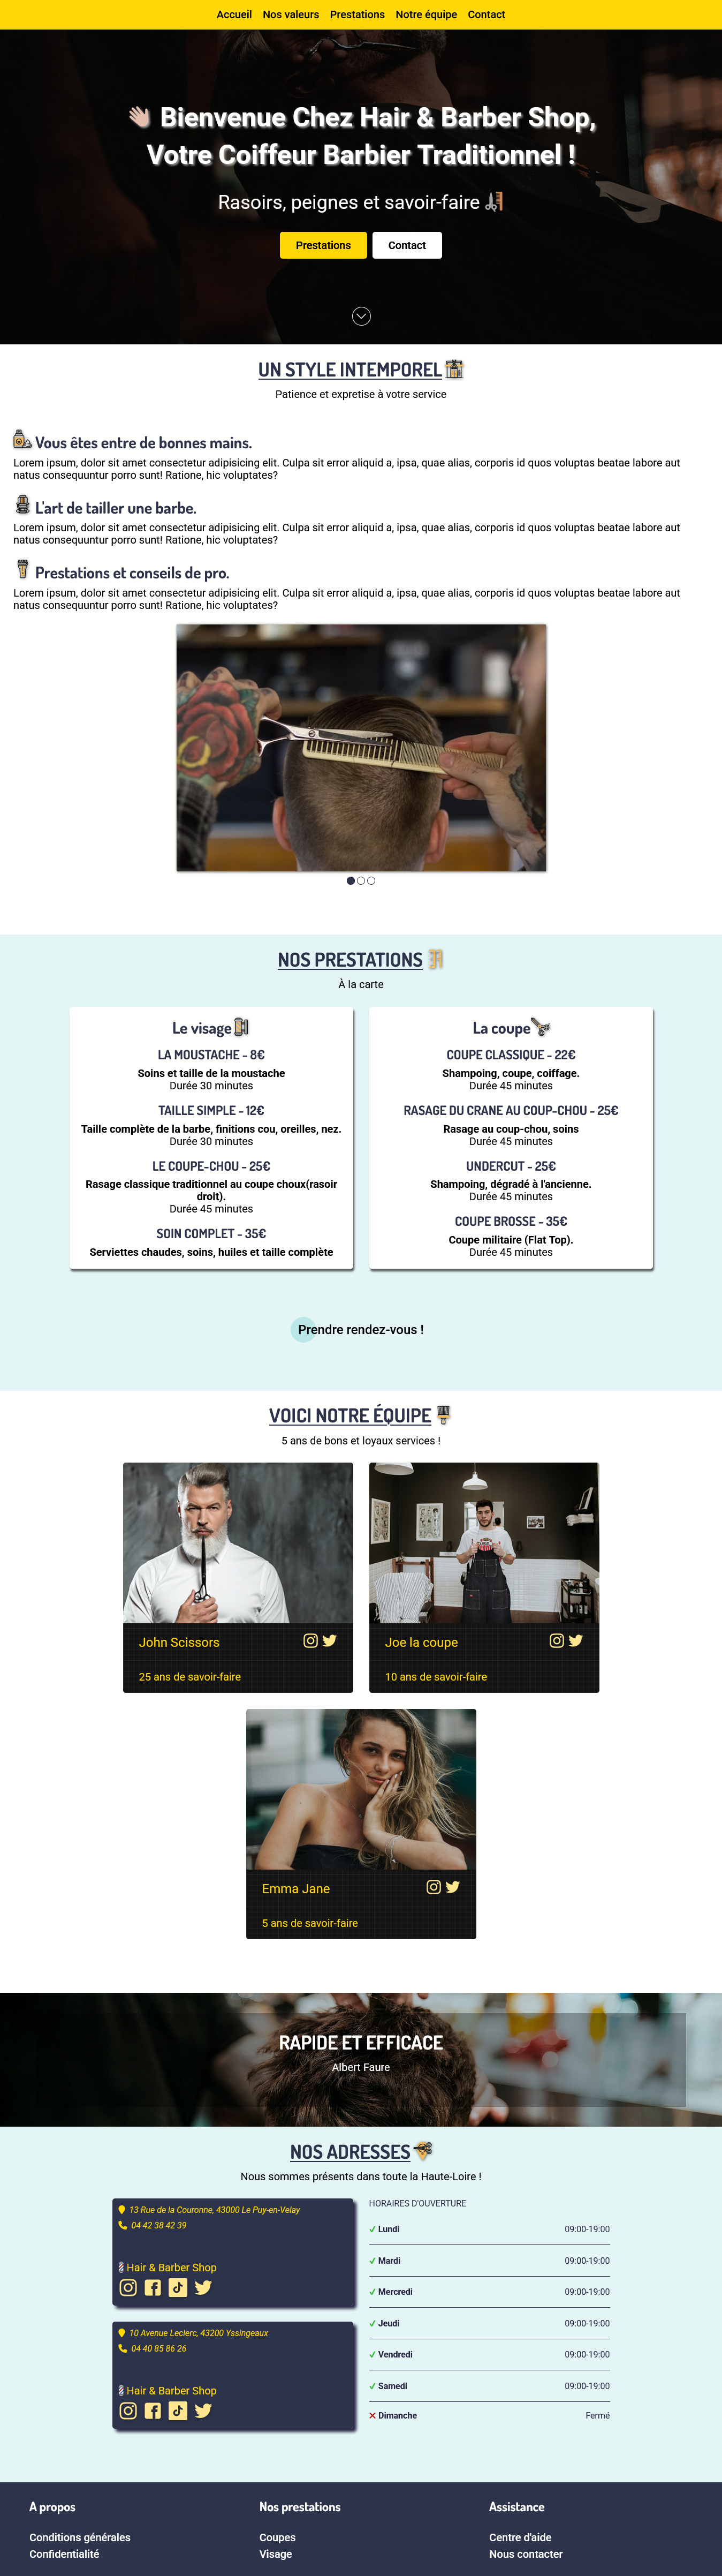 Accueil Nos valeurs Prestations Notre équipe Contact
👋🏻 Bienvenue Chez Hair & Barber Shop,
Votre Coiffeur Barbier Traditionnel !
Rasoirs, peignes et savoir-faire
Prestations Contact
UN STYLE INTEMPOREL
Patience et expretise à votre service
Vous êtes entre de bonnes mains.
Lorem ipsum, dolor sit amet consectetur adipisicing elit. Culpa sit error aliquid a, ipsa, quae alias, corporis id quos voluptas beatae labore aut
natus consequuntur porro sunt! Ratione, hic voluptates?
L'art de tailler une barbe.
Lorem ipsum, dolor sit amet consectetur adipisicing elit. Culpa sit error aliquid a, ipsa, quae alias, corporis id quos voluptas beatae labore aut
natus consequuntur porro sunt! Ratione, hic voluptates?
Prestations et conseils de pro.
Lorem ipsum, dolor sit amet consectetur adipisicing elit. Culpa sit error aliquid a, ipsa, quae alias, corporis id quos voluptas beatae labore aut
natus consequuntur porro sunt! Ratione, hic voluptates?
NOS PRESTATIONS
À la carte
Le visage
LA MOUSTACHE - 8€
Soins et taille de la moustache
Durée 30 minutes
TAILLE SIMPLE - 12€
Taille complète de la barbe, finitions cou, oreilles, nez.
Durée 30 minutes
LE COUPE-CHOU - 25€
Rasage classique traditionnel au coupe choux(rasoir
droit).
Durée 45 minutes
SOIN COMPLET - 35€
Serviettes chaudes, soins, huiles et taille complète
La coupe
COUPE CLASSIQUE - 22€
Shampoing, coupe, coiffage.
Durée 45 minutes
RASAGE DU CRANE AU COUP-CHOU - 25€
Rasage au coup-chou, soins
Durée 45 minutes
UNDERCUT - 25€
Shampoing, dégradé à l'ancienne.
Durée 45 minutes
COUPE BROSSE - 35€
Coupe militaire (Flat Top).
Durée 45 minutes
Prendre rendez-vous !
VOICI NOTRE ÉQUIPE
5 ans de bons et loyaux services !
John Scissors
25 ans de savoir-faire
Joe la coupe
10 ans de savoir-faire
Emma Jane
5 ans de savoir-faire
RAPIDE ET EFFICACE
Albert Faure
NOS ADRESSES
Nous sommes présents dans toute la Haute-Loire !
13 Rue de la Couronne, 43000 Le Puy-en-Velay
04 42 38 42 39
💈 Hair & Barber Shop
10 Avenue Leclerc, 43200 Yssingeaux
04 40 85 86 26
💈 Hair & Barber Shop
HORAIRES D'OUVERTURE
Lundi 09:00-19:00
Mardi 09:00-19:00
Mercredi 09:00-19:00
Jeudi 09:00-19:00
Vendredi 09:00-19:00
Samedi 09:00-19:00
Dimanche Fermé
A propos
Conditions générales
Confidentialité
Nos prestations
Coupes
Visage
Assistance
Centre d'aide
Nous contacter